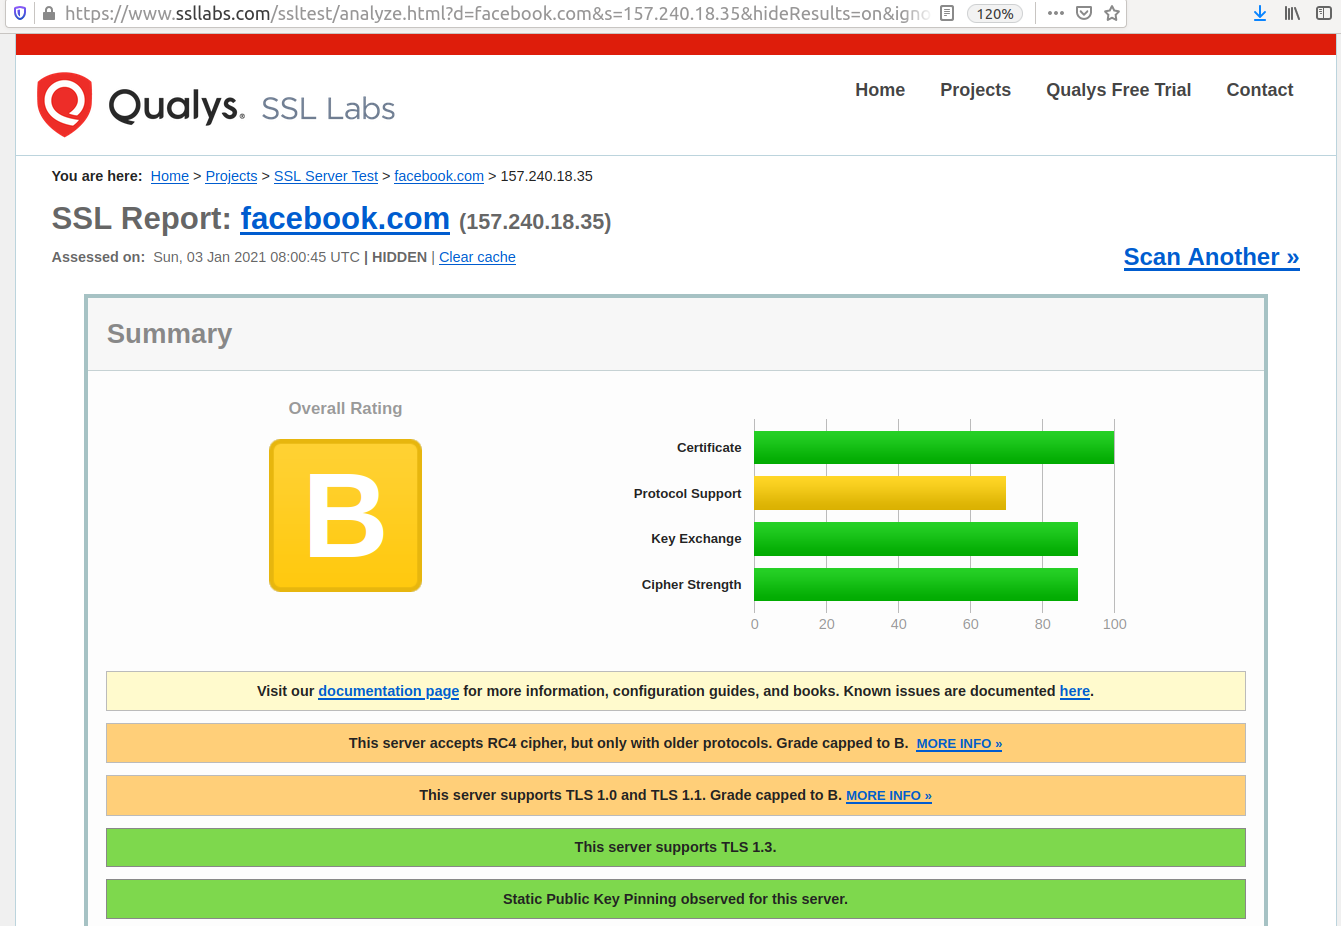 https://www.ssllabs.com/ssltest/analyze.html?d=facebook.com&s=157.240.18.35&hideResults=on&igno
120%
Qualys. SSL Labs
Home Projects Qualys Free Trial Contact
You are here: Home > Projects > SSL Server Test > facebook.com > 157.240.18.35
SSL Report: facebook.com (157.240.18.35)
Assessed on: Sun, 03 Jan 2021 08:00:45 UTC | HIDDEN | Clear cache
Scan Another »
Summary
Overall Rating
B
Certificate
Protocol Support
Key Exchange
Cipher Strength
0 20 40 60 80 100
Visit our documentation page for more information, configuration guides, and books. Known issues are documented here.
This server accepts RC4 cipher, but only with older protocols. Grade capped to B. MORE INFO »
This server supports TLS 1.0 and TLS 1.1. Grade capped to B. MORE INFO »
This server supports TLS 1.3.
Static Public Key Pinning observed for this server.